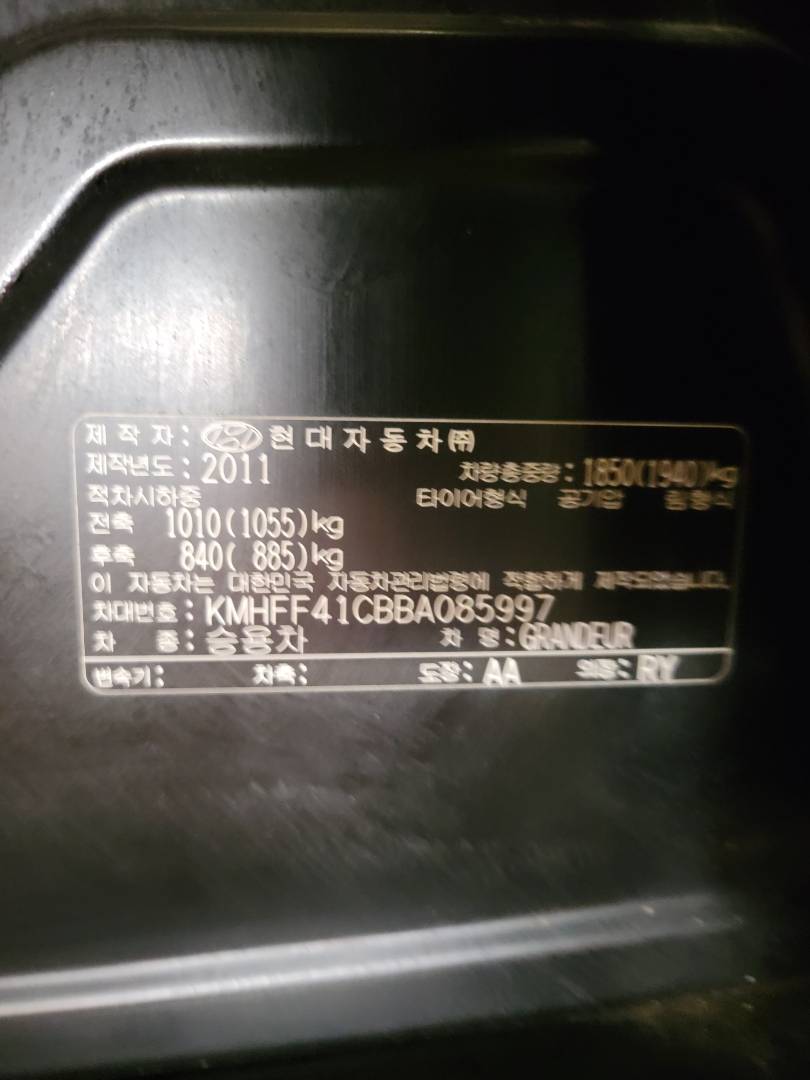 제 작 자 : 현 대 자 동 차 ㈜
제작년도 : 2011 차량총중량 : 1850(1940)kg
적차시하중 타이어형식 공기압 림형식
전축 1010(1055)kg
후축 840( 885)kg
이 자동차는 대한민국 자동차관리법령에 적합하게 제작되었습니다.
차대번호 : KMHFF41CBBA085997
차 종 : 승용차 차 명 : GRANDEUR
변속기 : 차축 : 도장 : AA 의장 : RY